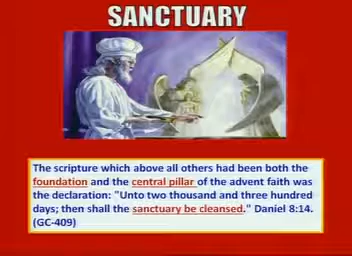 SANCTUARY
The scripture which above all others had been both the
foundation and the central pillar of the advent faith was
the declaration: "Unto two thousand and three hundred
days; then shall the sanctuary be cleansed." Daniel 8:14.
(GC-409)